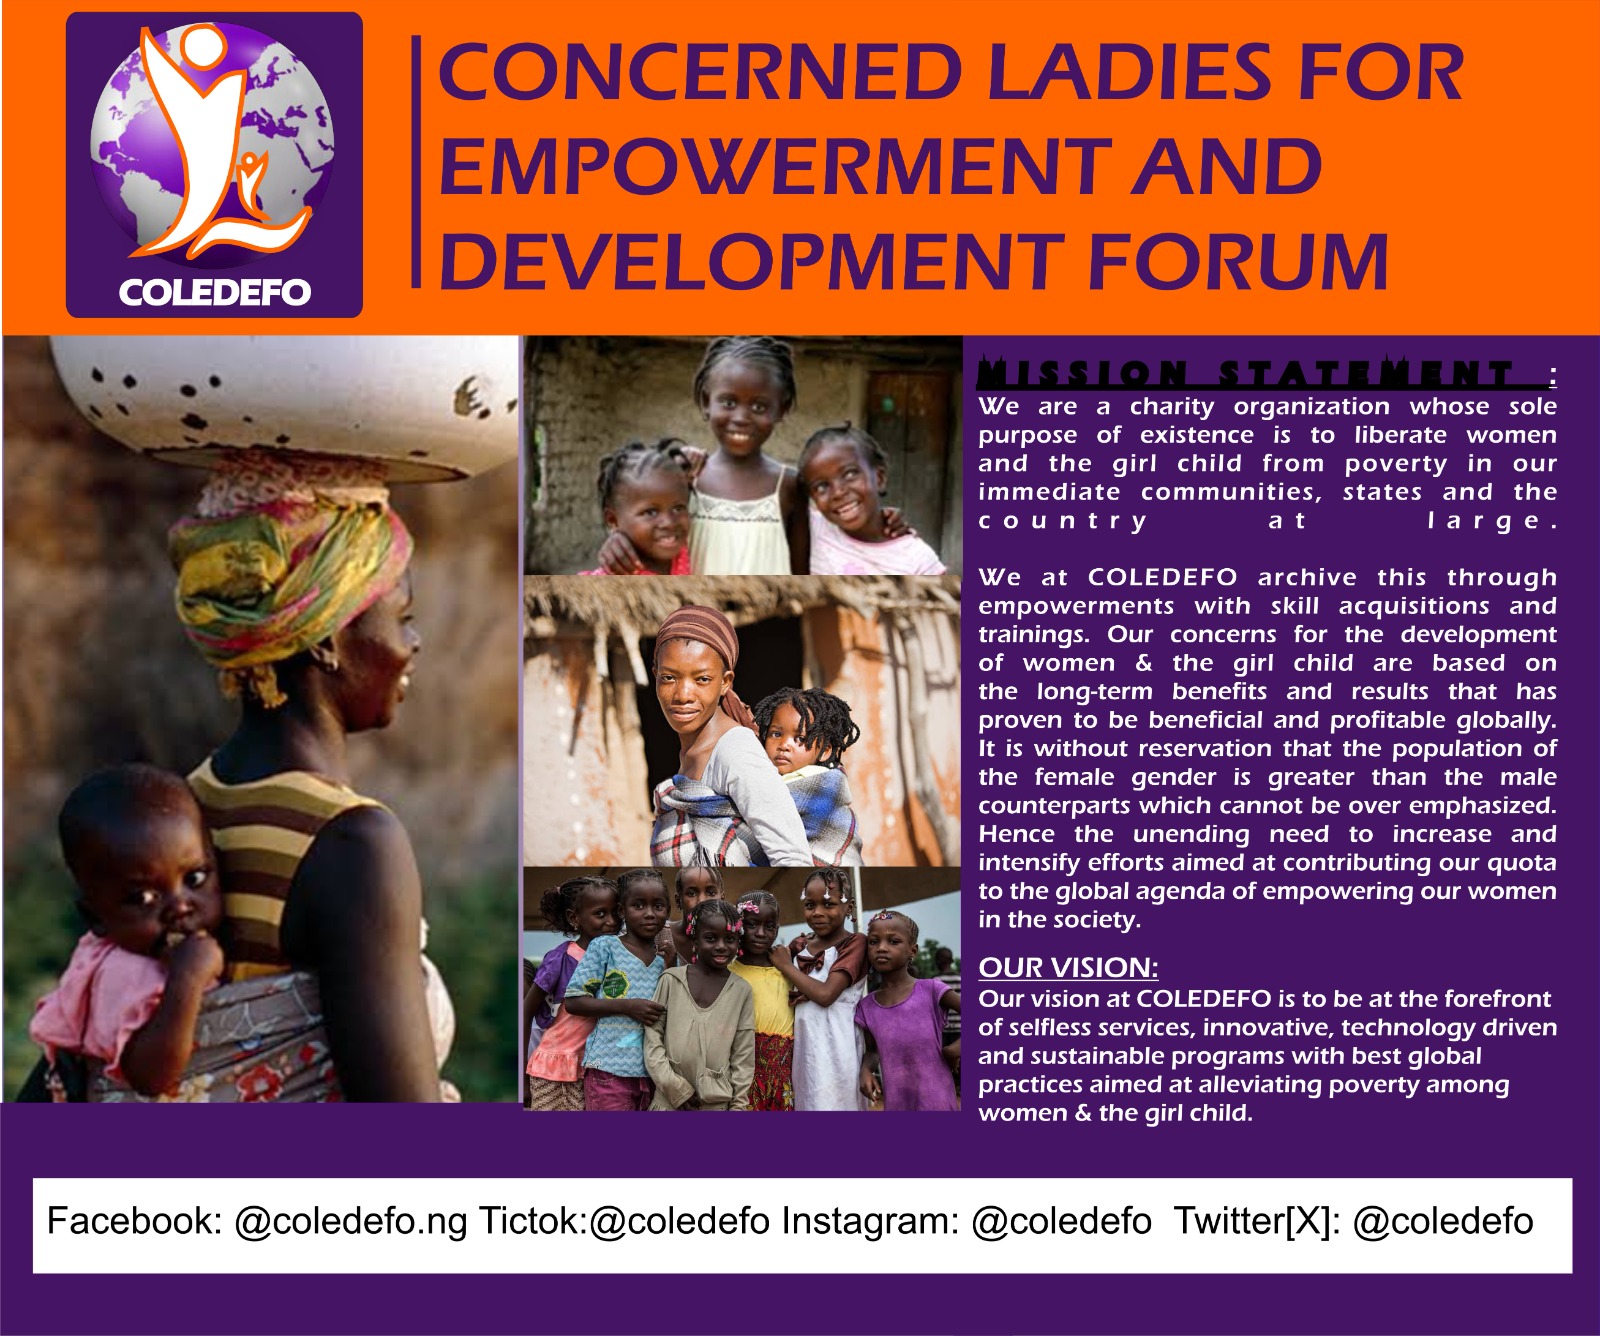 COLEDEFO
CONCERNED LADIES FOR
EMPOWERMENT AND
DEVELOPMENT FORUM
MISSION STATEMENT :
We are a charity organization whose sole
purpose of existence is to liberate women
and the girl child from poverty in our
immediate communities, states and the
country at large.
We at COLEDEFO archive this through
empowerments with skill acquisitions and
trainings. Our concerns for the development
of women & the girl child are based on
the long-term benefits and results that has
proven to be beneficial and profitable globally.
It is without reservation that the population of
the female gender is greater than the male
counterparts which cannot be over emphasized.
Hence the unending need to increase and
intensify efforts aimed at contributing our quota
to the global agenda of empowering our women
in the society.
OUR VISION:
Our vision at COLEDEFO is to be at the forefront
of selfless services, innovative, technology driven
and sustainable programs with best global
practices aimed at alleviating poverty among
women & the girl child.
Facebook: @coledefo.ng Tictok:@coledefo Instagram: @coledefo Twitter[X]: @coledefo